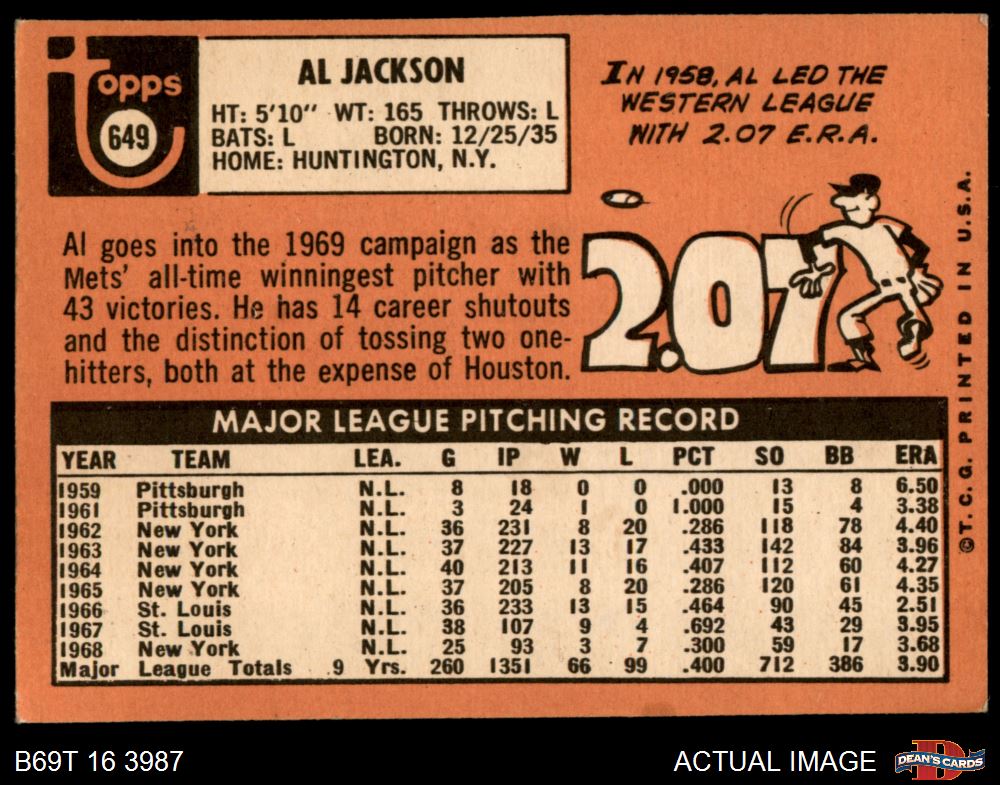 Topps
649
AL JACKSON
HT: 5'10" WT: 165 THROWS: L
BATS: L BORN: 12/25/35
HOME: HUNTINGTON, N.Y.
IN 1958, AL LED THE
WESTERN LEAGUE
WITH 2.07 E.R.A.
2.07
Al goes into the 1969 campaign as the
Mets' all-time winningest pitcher with
43 victories. He has 14 career shutouts
and the distinction of tossing two one-
hitters, both at the expense of Houston.
MAJOR LEAGUE PITCHING RECORD
YEAR TEAM LEA. G IP W L PCT SO BB ERA
1959 Pittsburgh N.L. 8 18 0 0 .000 13 8 6.50
1961 Pittsburgh N.L. 3 24 1 0 1.000 15 4 3.38
1962 New York N.L. 36 231 8 20 .286 118 78 4.40
1963 New York N.L. 37 227 13 17 .433 142 84 3.96
1964 New York N.L. 40 213 11 16 .407 112 60 4.27
1965 New York N.L. 37 205 8 20 .286 120 61 4.35
1966 St. Louis N.L. 36 233 13 15 .464 90 45 2.51
1967 St. Louis N.L. 38 107 9 4 .692 43 29 3.95
1968 New York N.L. 25 93 3 7 .300 59 17 3.68
Major League Totals 9 Yrs. 260 1351 66 99 .400 712 386 3.90
©T.C.G. PRINTED IN U.S.A.
B69T 16 3987
ACTUAL IMAGE
DEAN'S CARDS